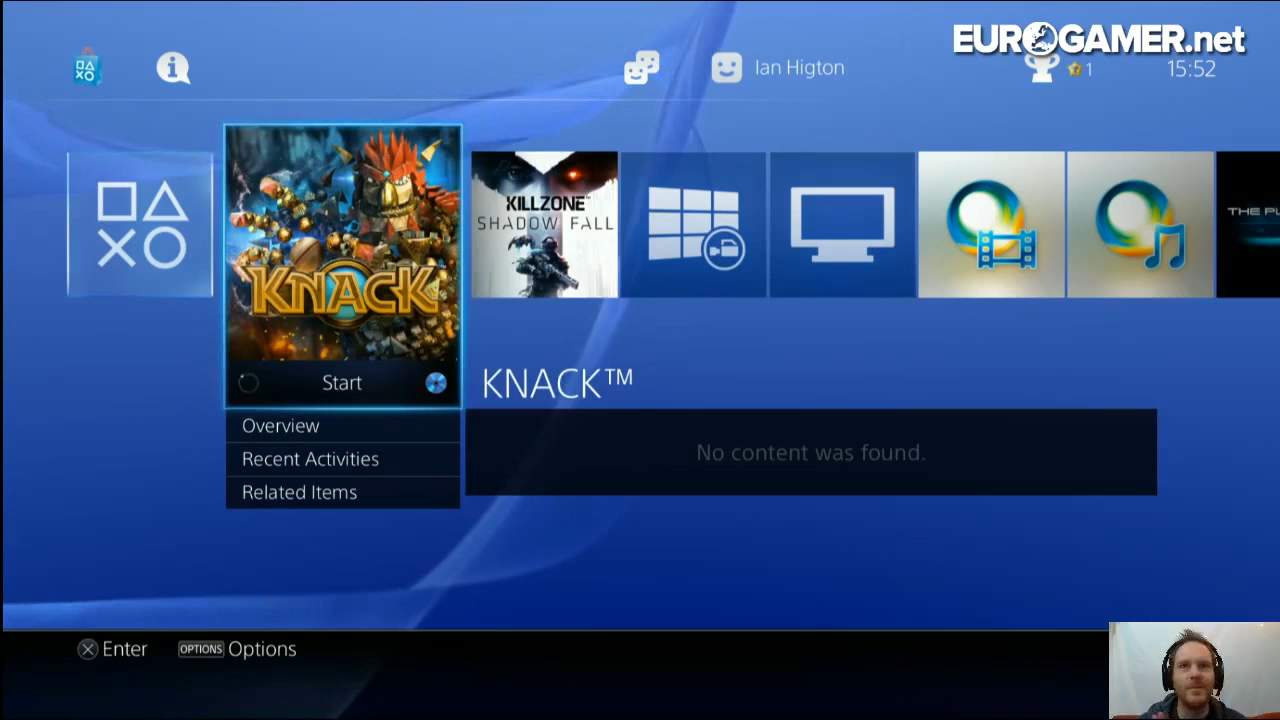 EUROGAMER.net
Ian Higton
1
15:52
KNACK
KILLZONE™
SHADOW FALL
THE PL
Start
KNACK™
Overview
No content was found.
Recent Activities
Related Items
Enter
OPTIONS Options